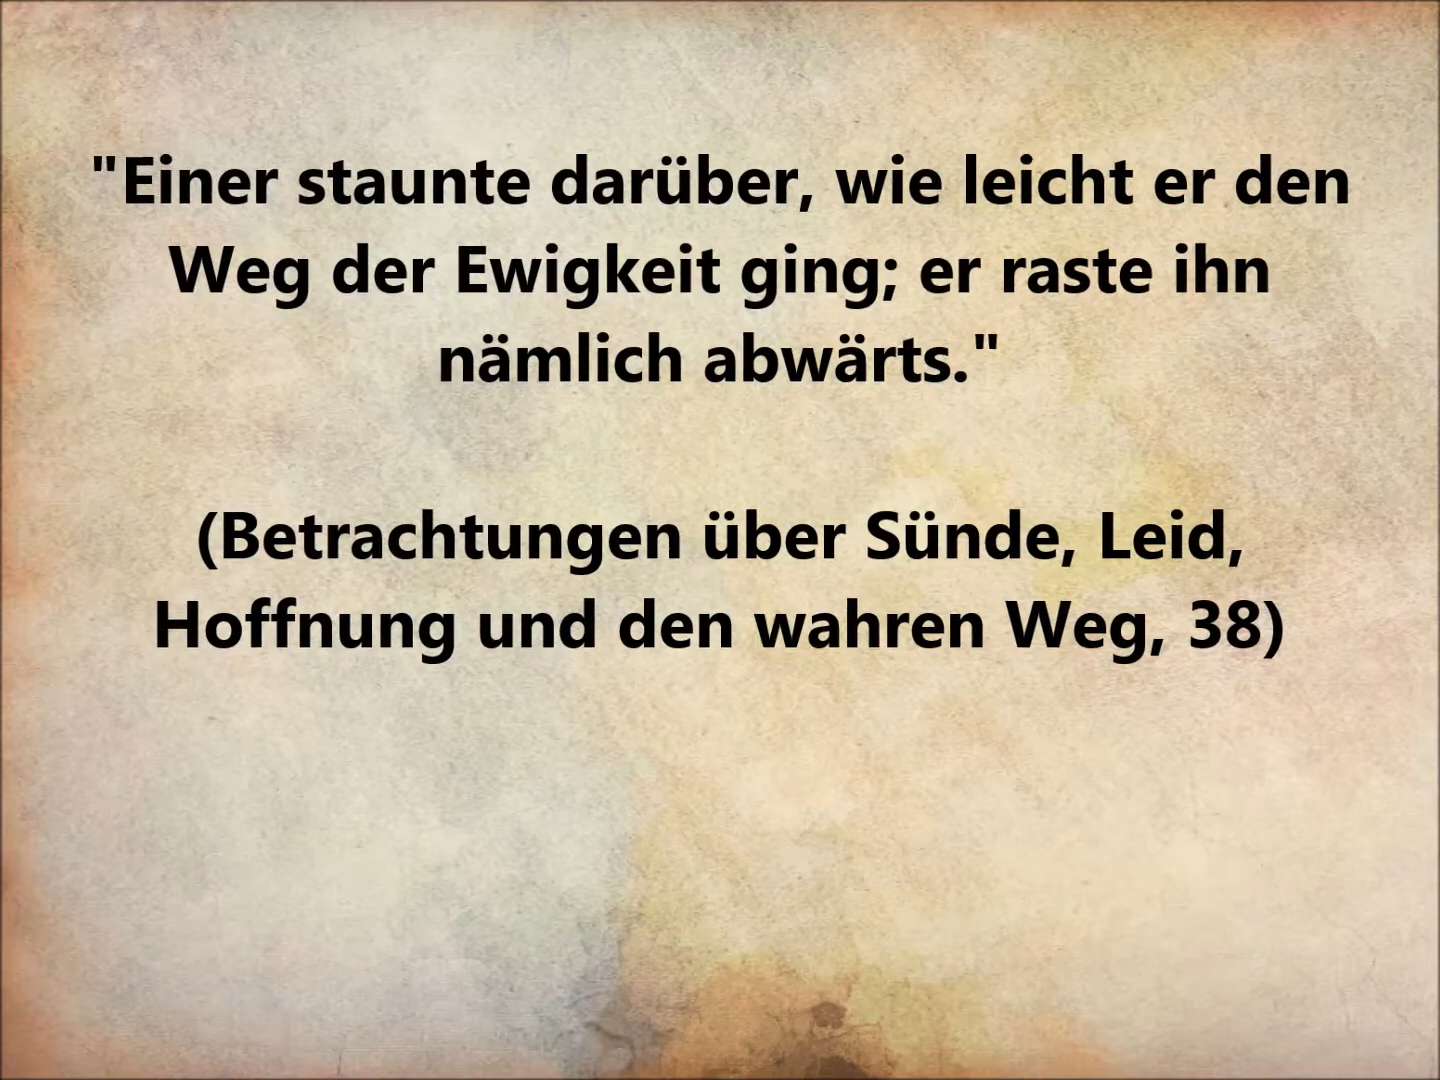 "Einer staunte darüber, wie leicht er den
Weg der Ewigkeit ging; er raste ihn
nämlich abwärts."
(Betrachtungen über Sünde, Leid,
Hoffnung und den wahren Weg, 38)